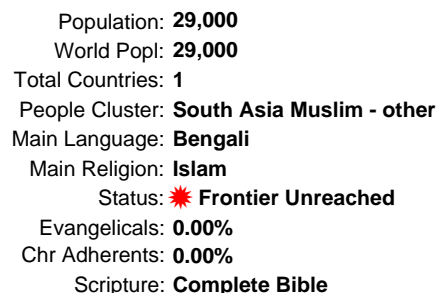 Population: 29,000
World Popl: 29,000
Total Countries: 1
People Cluster: South Asia Muslim - other
Main Language: Bengali
Main Religion: Islam
Status: Frontier Unreached
Evangelicals: 0.00%
Chr Adherents: 0.00%
Scripture: Complete Bible